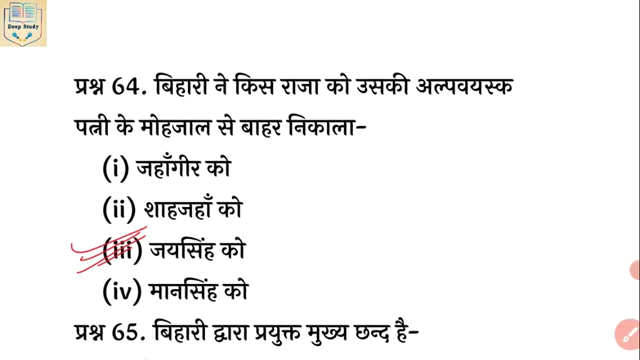 Deep Study
प्रश्न 64. बिहारी ने किस राजा को उसकी अल्पवयस्क
पत्नी के मोहजाल से बाहर निकाला-
(i) जहाँगीर को
(ii) शाहजहाँ को
(iii) जयसिंह को
(iv) मानसिंह को
प्रश्न 65. बिहारी द्वारा प्रयुक्त मुख्य छन्द है-